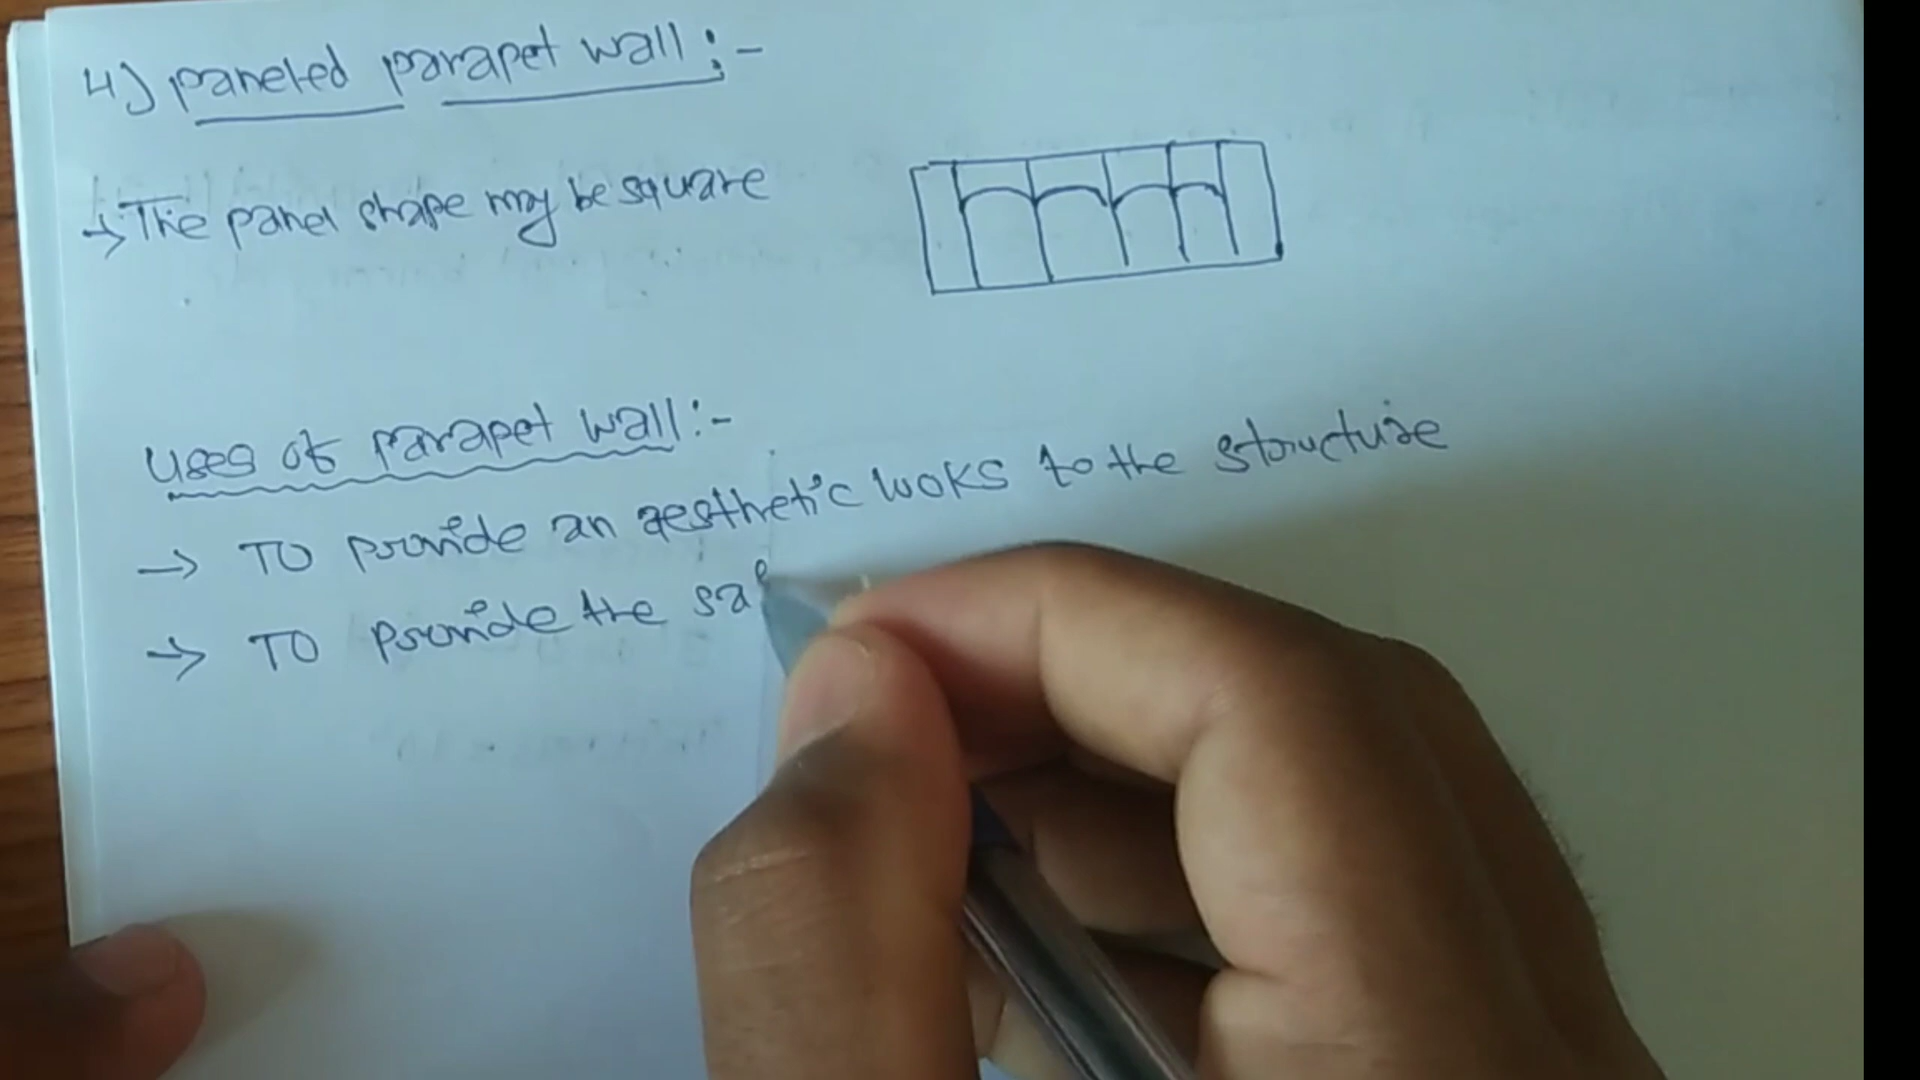 4) paneled parapet wall :-
→ The panel shape may be square
Uses of parapet wall :-
→ TO provide an aesthetic looks to the structure
→ TO provide the saf